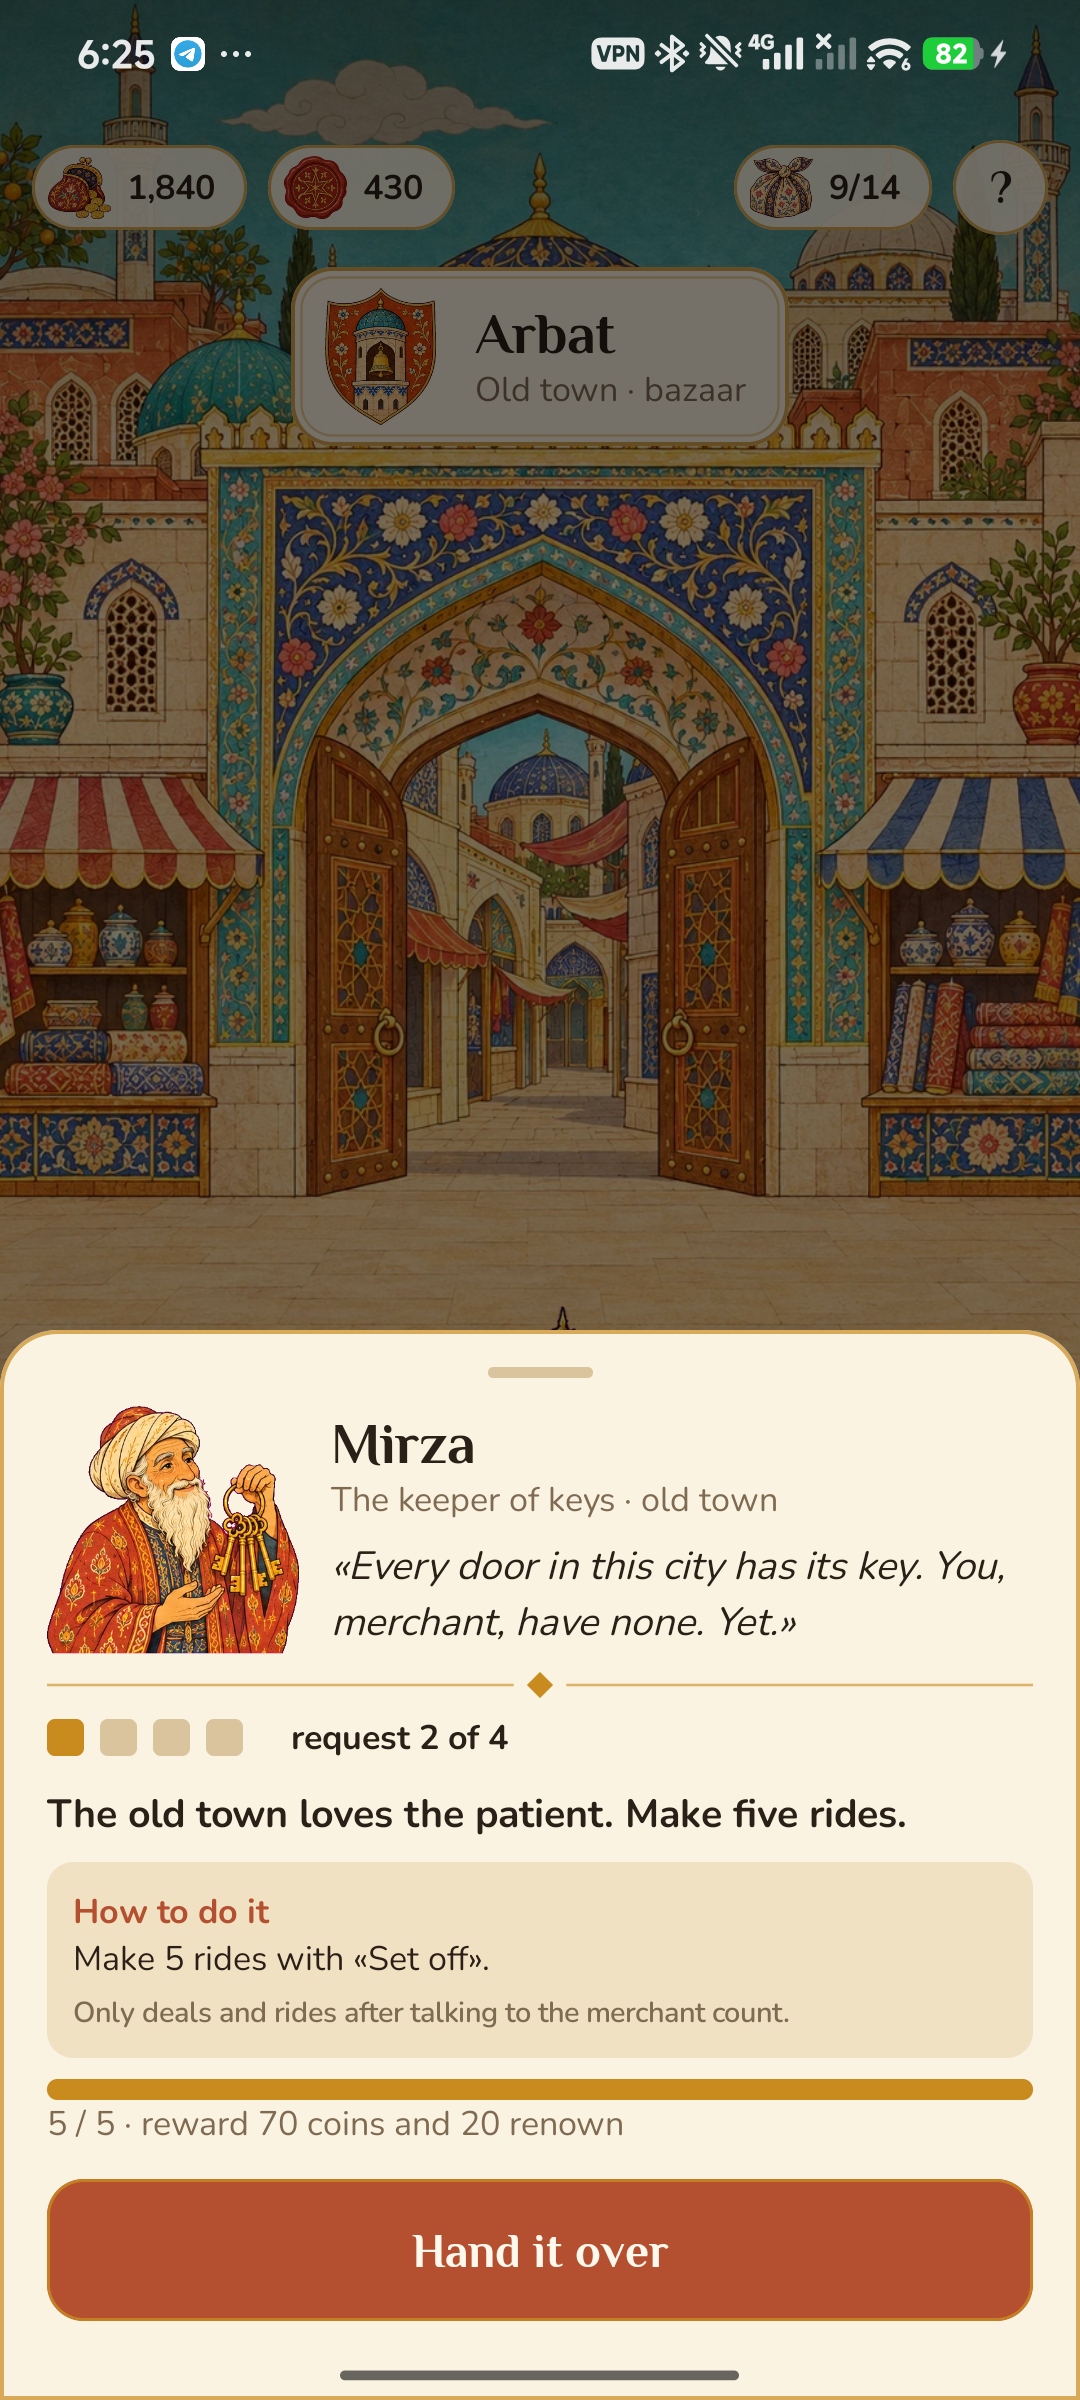 6:25
VPN
4G
6
82
1,840
430
9/14
?
Arbat
Old town · bazaar
Mirza
The keeper of keys · old town
«Every door in this city has its key. You,
merchant, have none. Yet.»
request 2 of 4
The old town loves the patient. Make five rides.
How to do it
Make 5 rides with «Set off».
Only deals and rides after talking to the merchant count.
5 / 5 · reward 70 coins and 20 renown
Hand it over